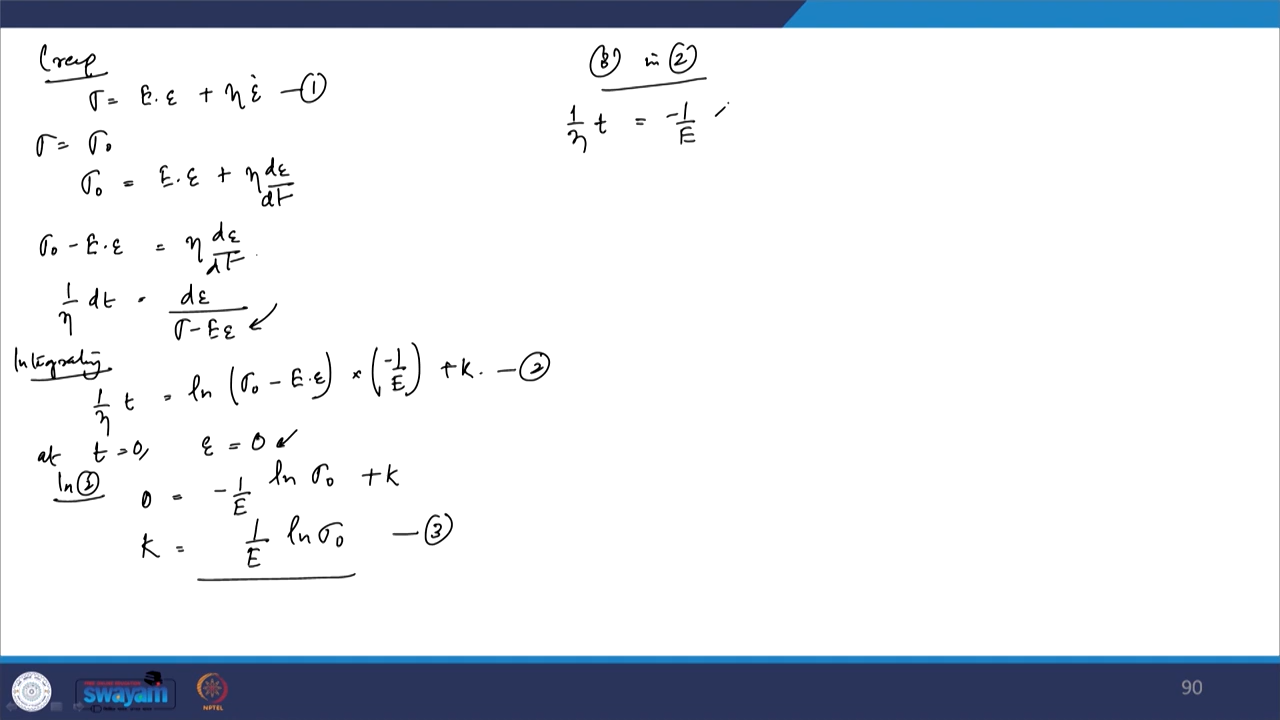 Creep
σ = E.ε + ηε̇ —①
σ = σ₀
σ₀ = E.ε + η dε/dt
σ₀ - E.ε = η dε/dt
1/η dt = dε/(σ - Eε)
Integrating
1/η t = ln (σ₀ - E.ε) × (-1/E) + k. —②
at t = 0, ε = 0
In ②
0 = -1/E ln σ₀ + k
k = 1/E ln σ₀ —③
③ in ②
1/η t = -1/E
swayam
NPTEL
90